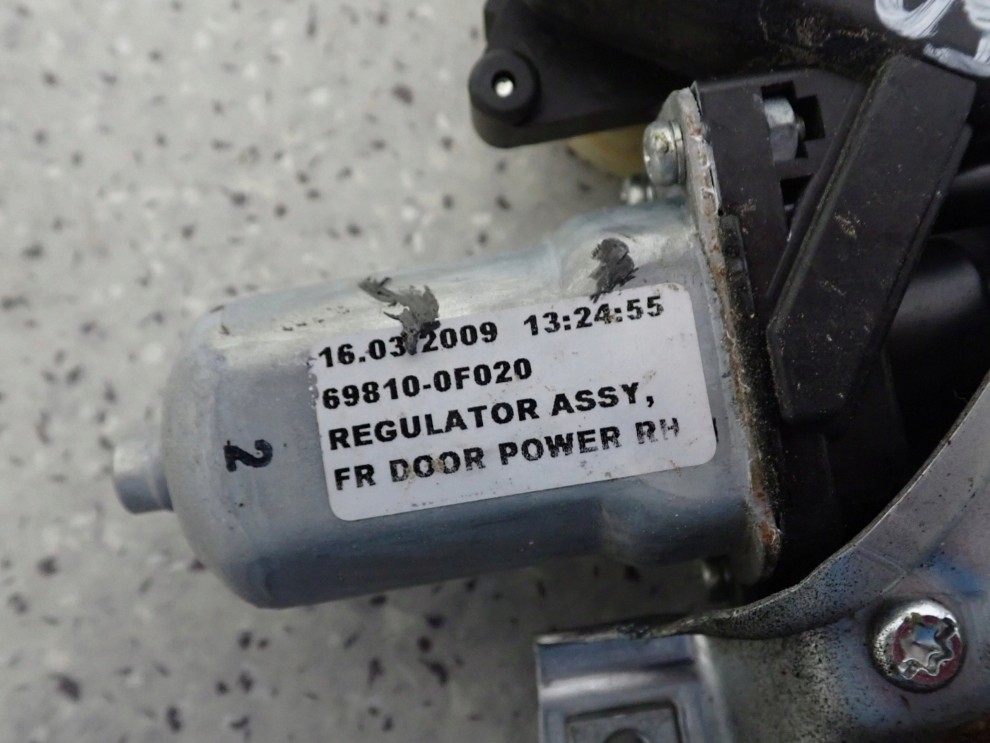 16.03.2009 13:24:55
69810-0F020
REGULATOR ASSY,
FR DOOR POWER RH
2